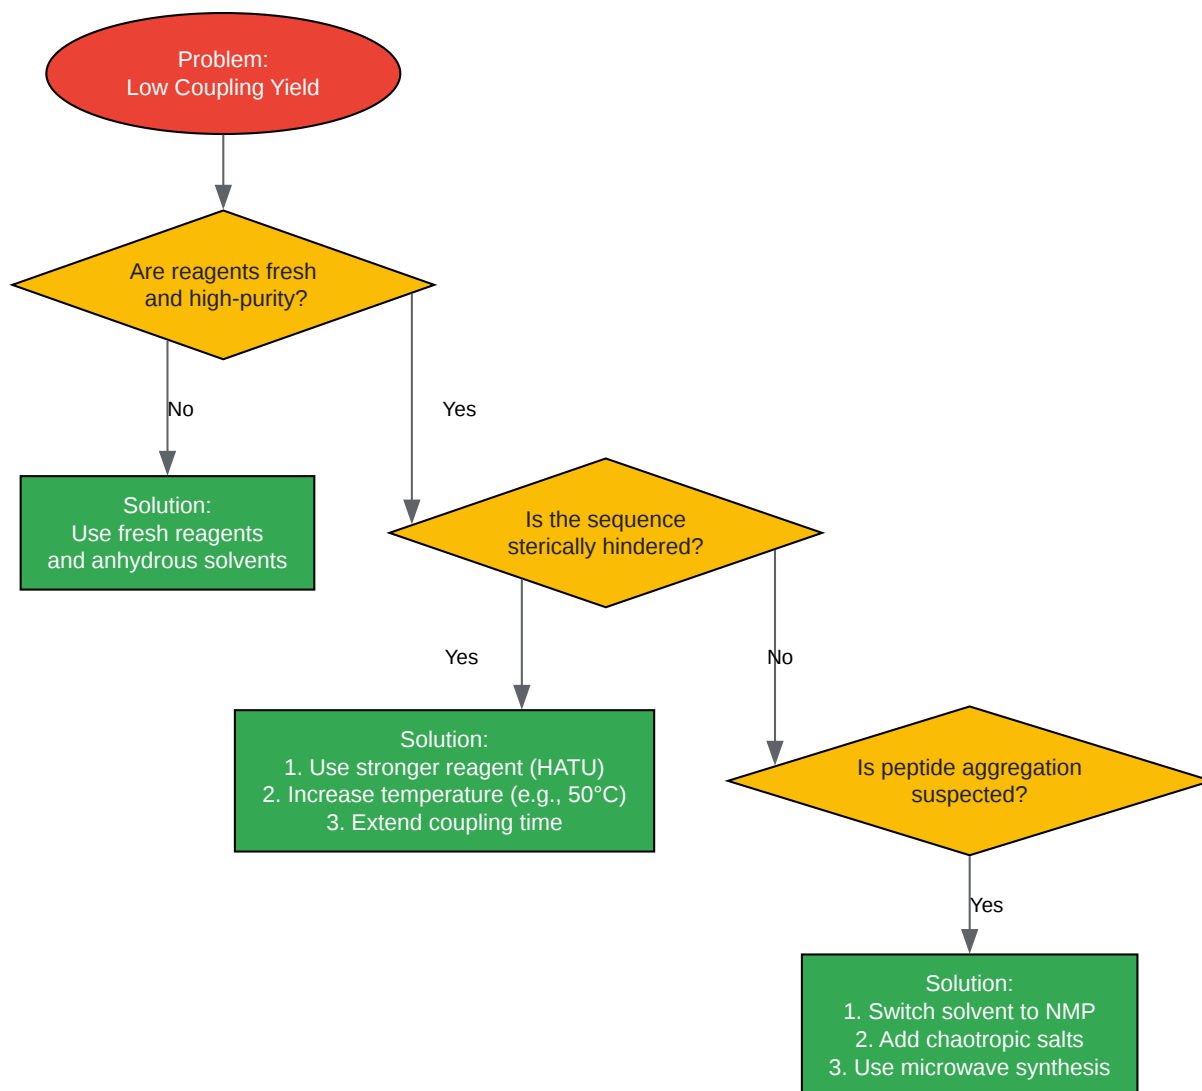 Problem:
Low Coupling Yield
Are reagents fresh
and high-purity?
No
Yes
Solution:
Use fresh reagents
and anhydrous solvents
Is the sequence
sterically hindered?
Yes
No
Solution:
1. Use stronger reagent (HATU)
2. Increase temperature (e.g., 50°C)
3. Extend coupling time
Is peptide aggregation
suspected?
Yes
Solution:
1. Switch solvent to NMP
2. Add chaotropic salts
3. Use microwave synthesis